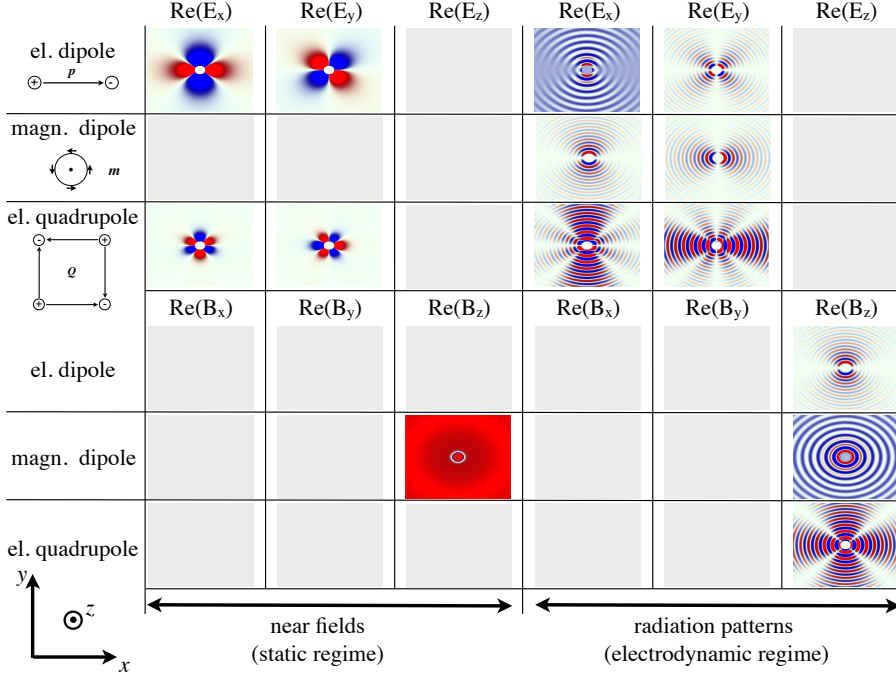 Re(Ex) Re(Ey) Re(Ez) Re(Ex) Re(Ey) Re(Ez)
el. dipole
+ p -
magn. dipole
m
el. quadrupole
- +
Q
+ -
Re(Bx) Re(By) Re(Bz) Re(Bx) Re(By) Re(Bz)
el. dipole
magn. dipole
el. quadrupole
y
z
x
near fields
(static regime)
radiation patterns
(electrodynamic regime)